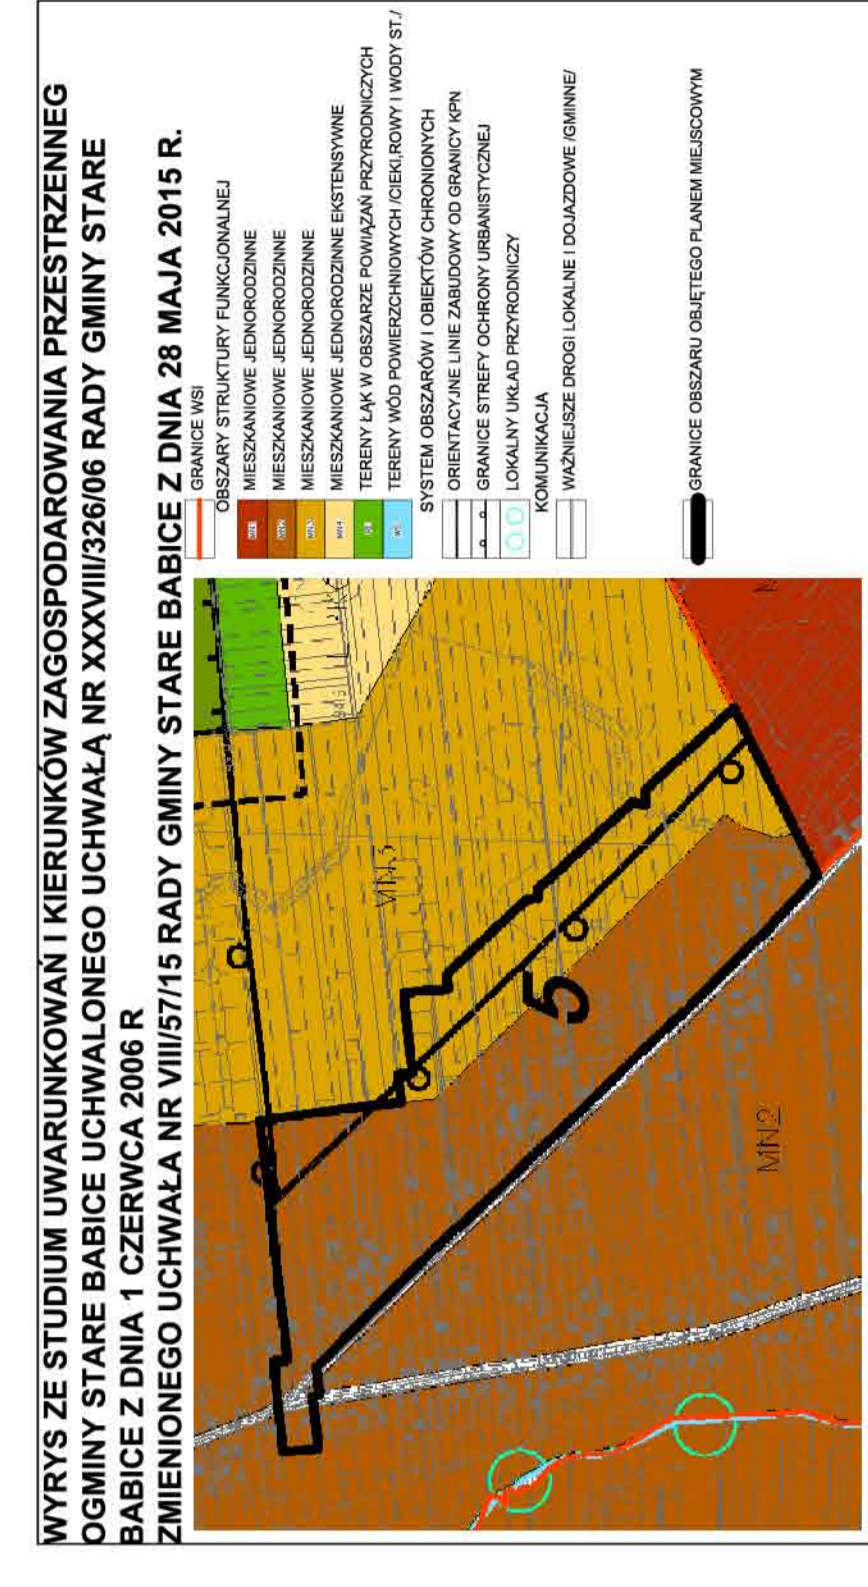 WYRYS ZE STUDIUM UWARUNKOWAŃ I KIERUNKÓW ZAGOSPODAROWANIA PRZESTRZENNEG
OGMINY STARE BABICE UCHWALONEGO UCHWAŁĄ NR XXXVIII/326/06 RADY GMINY STARE
BABICE Z DNIA 1 CZERWCA 2006 R
ZMIENIONEGO UCHWAŁA NR VIII/57/15 RADY GMINY STARE BABICE Z DNIA 28 MAJA 2015 R.
GRANICE WSI
OBSZARY STRUKTURY FUNKCJONALNEJ
MN1 MIESZKANIOWE JEDNORODZINNE
MN2 MIESZKANIOWE JEDNORODZINNE
MN3 MIESZKANIOWE JEDNORODZINNE
MN4 MIESZKANIOWE JEDNORODZINNE EKSTENSYWNE
TERENY ŁĄK W OBSZARZE POWIĄZAŃ PRZYRODNICZYCH
TERENY WÓD POWIERZCHNIOWYCH /CIEKI,ROWY I WODY ST./
SYSTEM OBSZARÓW I OBIEKTÓW CHRONIONYCH
ORIENTACYJNE LINIE ZABUDOWY OD GRANICY KPN
GRANICE STREFY OCHRONY URBANISTYCZNEJ
LOKALNY UKŁAD PRZYRODNICZY
KOMUNIKACJA
WAŻNIEJSZE DROGI LOKALNE I DOJAZDOWE /GMINNE/
GRANICE OBSZARU OBJĘTEGO PLANEM MIEJSCOWYM
MN3
5
MN2